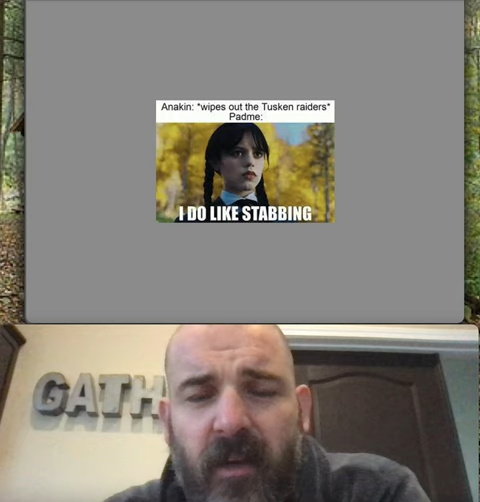 Anakin: *wipes out the Tusken raiders*
Padme:
I DO LIKE STABBING
GATH